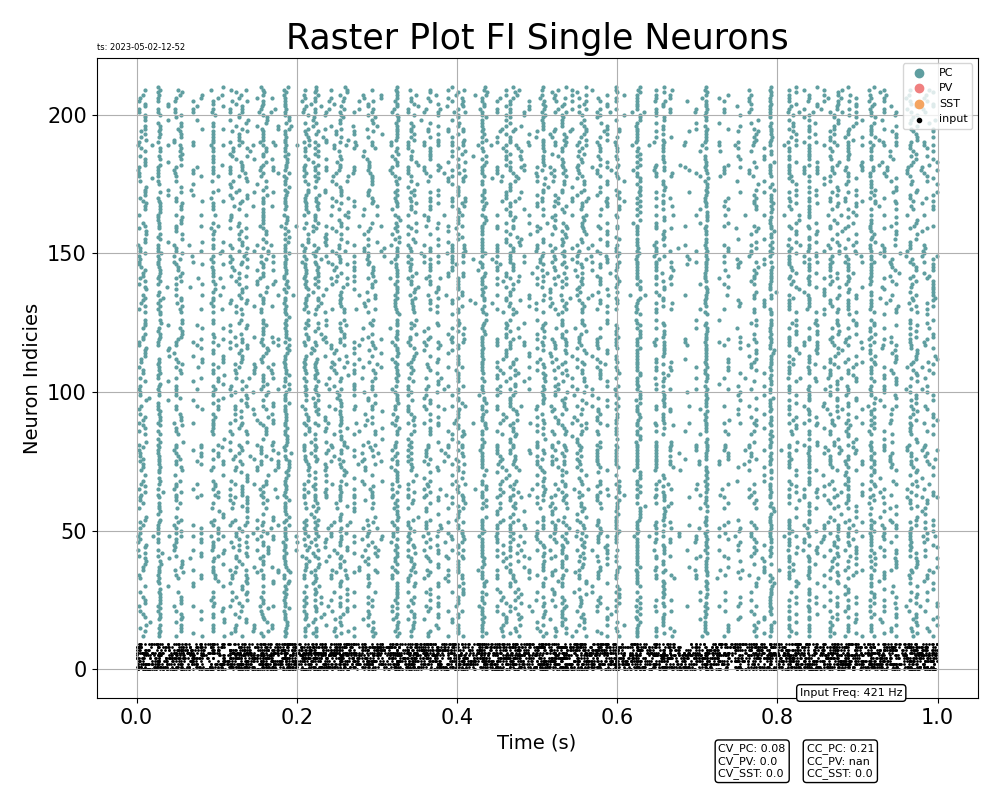 Raster Plot FI Single Neurons
ts: 2023-05-02-12-52
PC
PV
SST
input
Neuron Indicies
200
150
100
50
0
0.0 0.2 0.4 0.6 0.8 1.0
Time (s)
Input Freq: 421 Hz
CV_PC: 0.08
CV_PV: 0.0
CV_SST: 0.0
CC_PC: 0.21
CC_PV: nan
CC_SST: 0.0